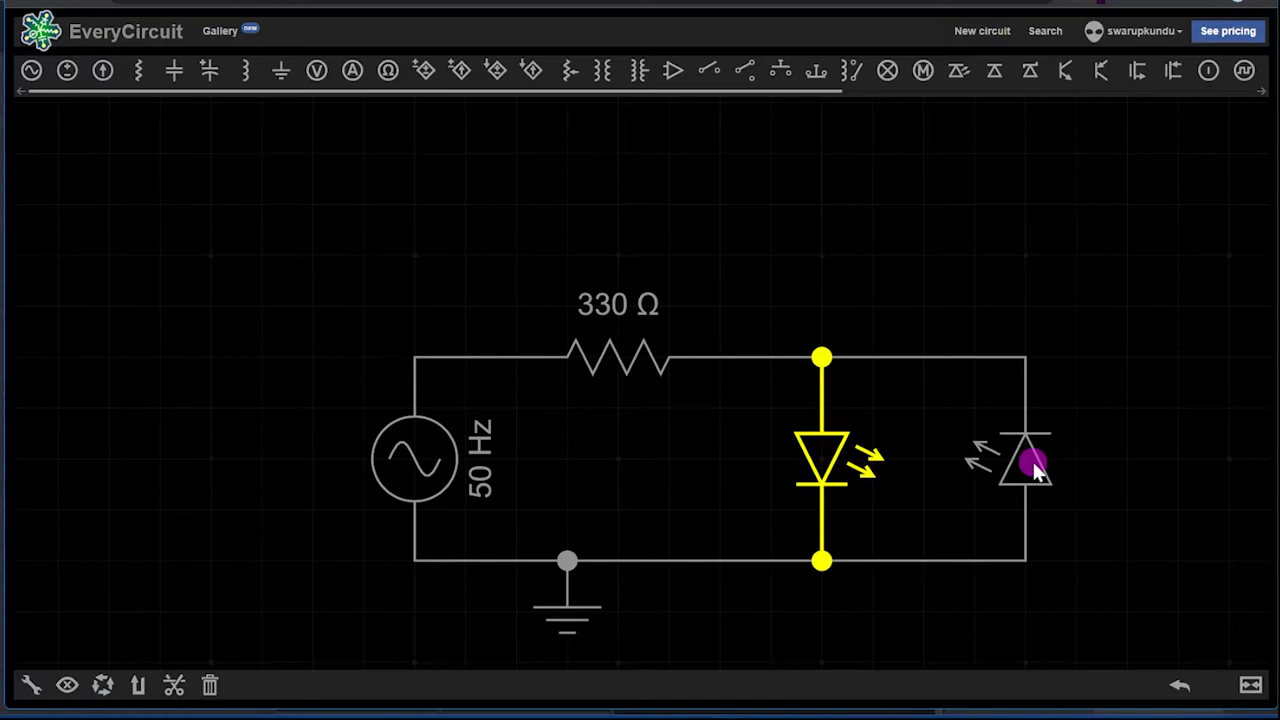 EveryCircuit
Gallery new
New circuit
Search
swarupkundu
See pricing
V
A
Ω
M
330 Ω
50 Hz